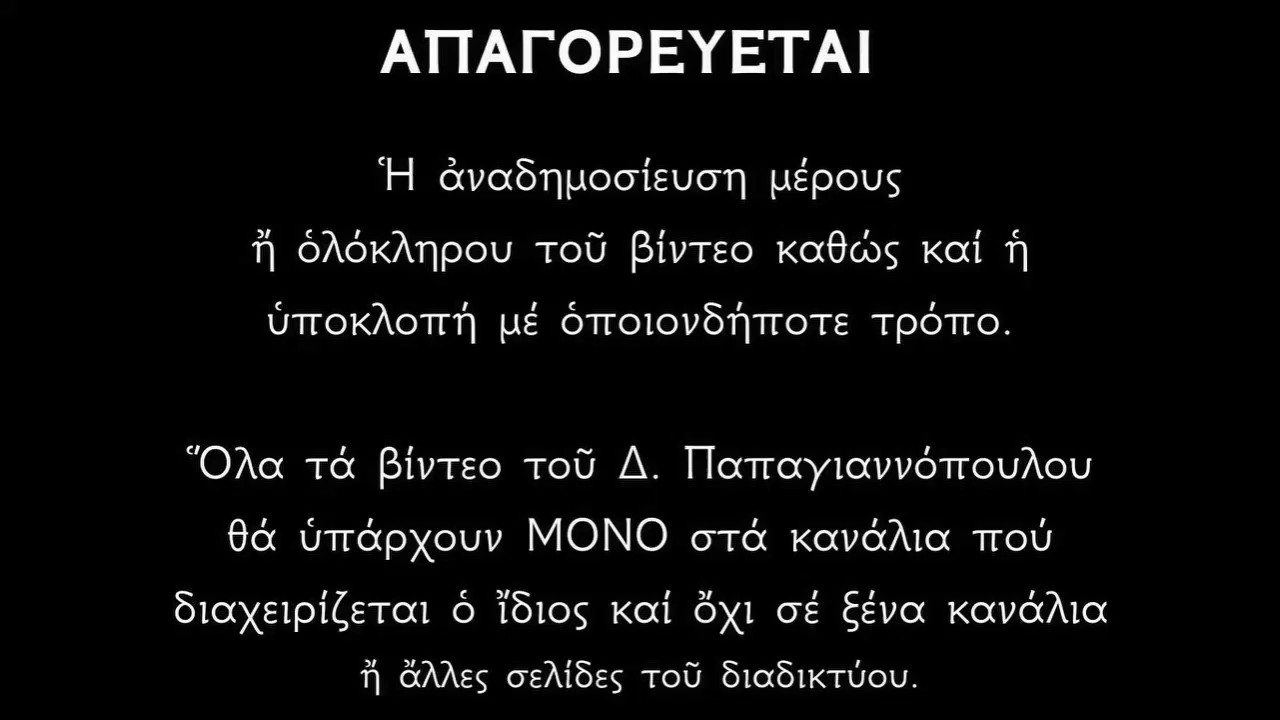 ΑΠΑΓΟΡΕΥΕΤΑΙ
Ἡ ἀναδημοσίευση μέρους
ἤ ὁλόκληρου τοῦ βίντεο καθώς καί ἡ
ὑποκλοπή μέ ὁποιονδήποτε τρόπο.
Ὅλα τά βίντεο τοῦ Δ. Παπαγιαννόπουλου
θά ὑπάρχουν ΜΟΝΟ στά κανάλια πού
διαχειρίζεται ὁ ἴδιος καί ὄχι σέ ξένα κανάλια
ἤ ἄλλες σελίδες τοῦ διαδικτύου.